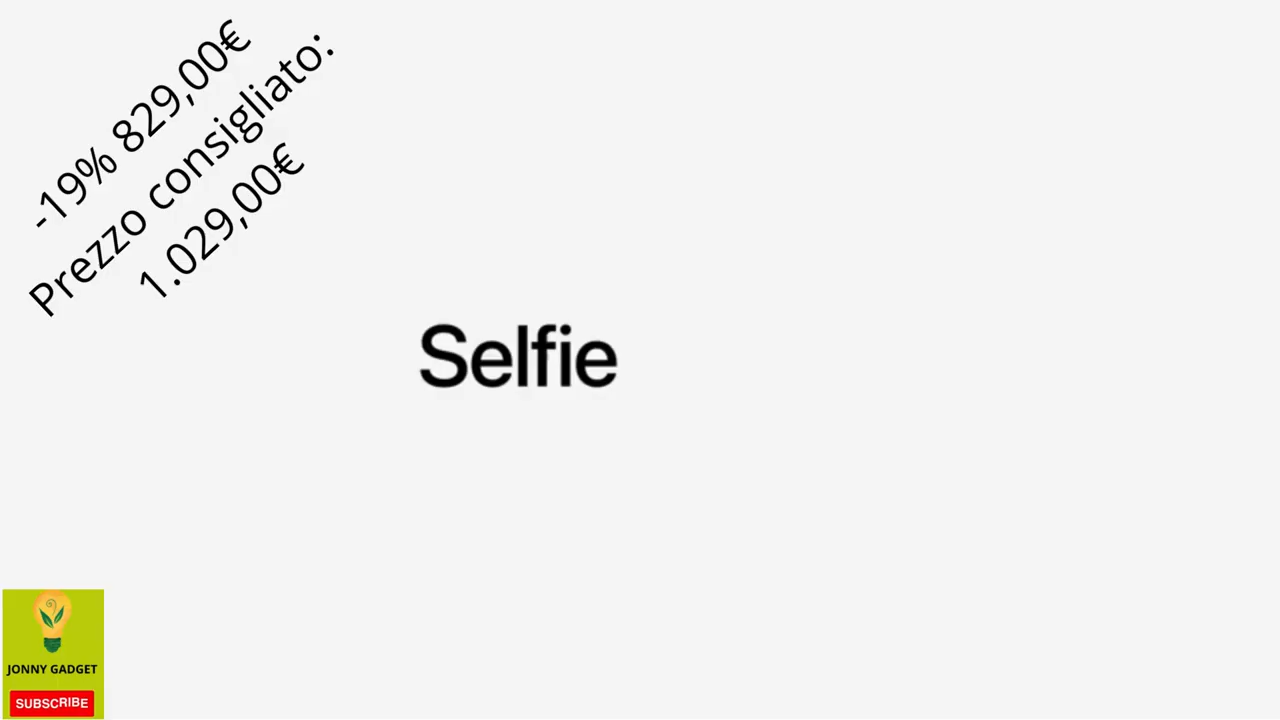 -19% 829,00€
Prezzo consigliato:
1.029,00€
Selfie
JONNY GADGET
SUBSCRIBE